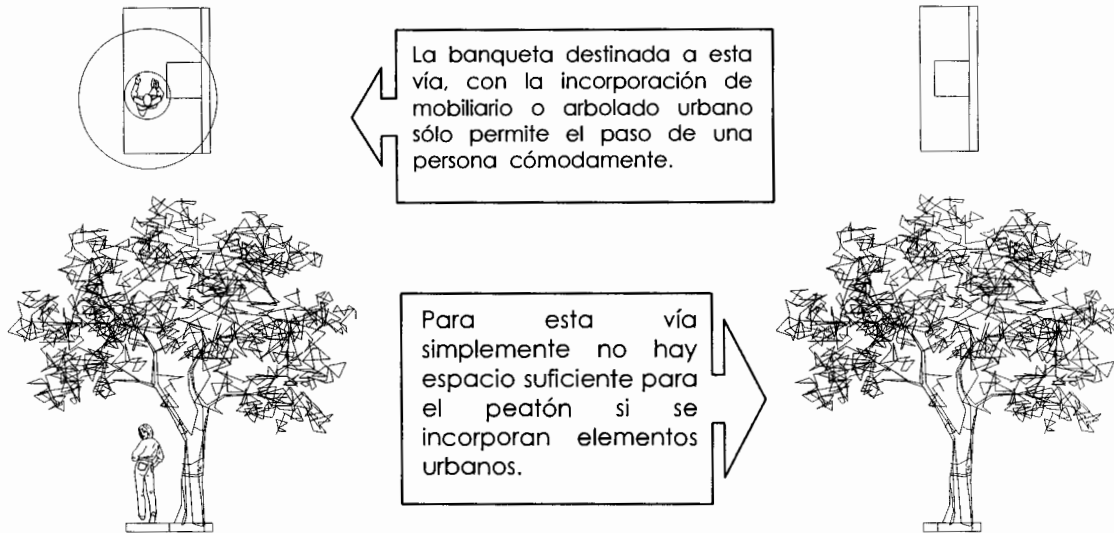 La banqueta destinada a esta
vía, con la incorporación de
mobiliario o arbolado urbano
sólo permite el paso de una
persona cómodamente.
Para esta vía
simplemente no hay
espacio suficiente para
el peatón si se
incorporan elementos
urbanos.